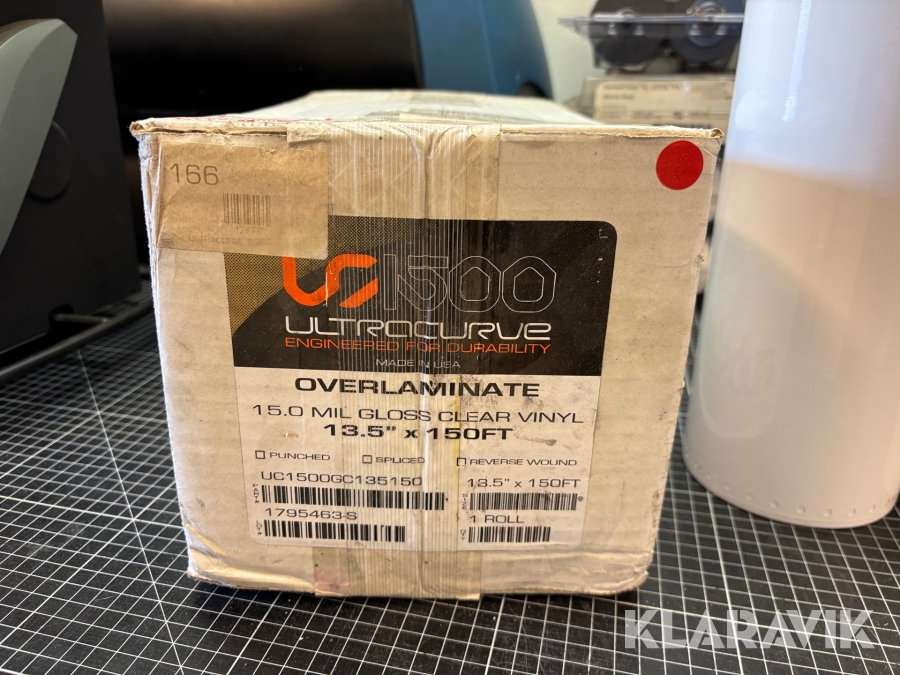 166
US1500
ULTRACURVE
ENGINEERED FOR DURABILITY
MADE IN USA
OVERLAMINATE
15.0 MIL GLOSS CLEAR VINYL
13.5" x 150FT
PUNCHED SPLICED REVERSE WOUND
UC1500GC135150 13.5" x 150FT
1795463-S 1 ROLL
KLARAVIK